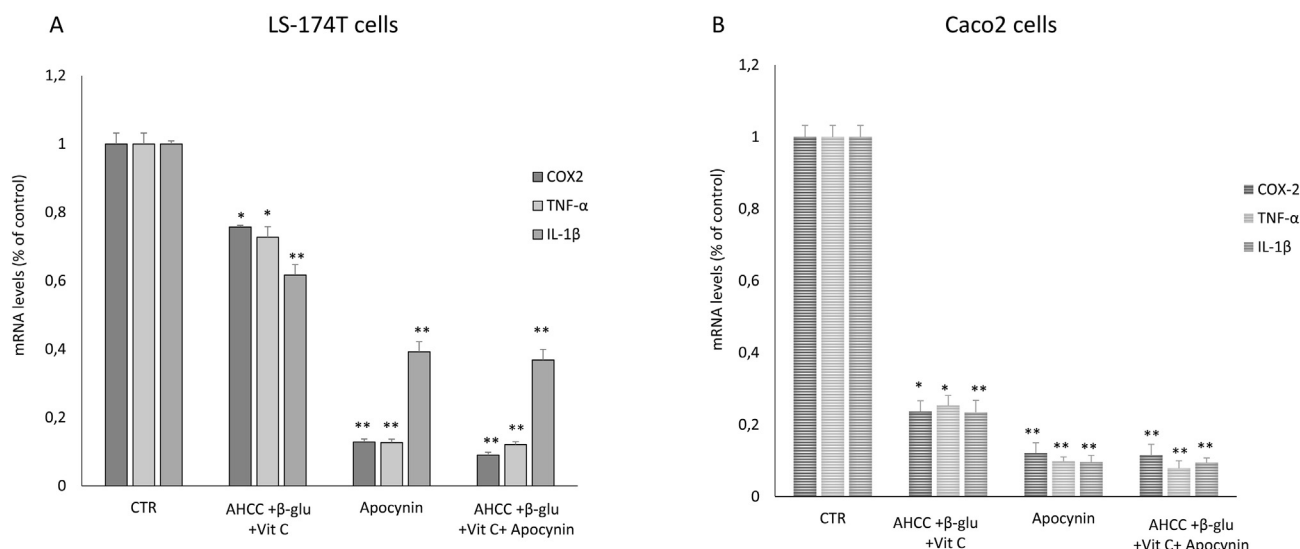 A
LS-174T cells
1,2
1
0,8
0,6
0,4
0,2
0
mRNA levels (% of control)
* * **
** ** **
** ** **
COX2
TNF-α
IL-1β
CTR
AHCC +β-glu
+Vit C
Apocynin
AHCC +β-glu
+Vit C+ Apocynin
B
Caco2 cells
1,2
1
0,8
0,6
0,4
0,2
0
mRNA levels (% of control)
* * **
** ** **
** ** **
COX-2
TNF-α
IL-1β
CTR
AHCC +β-glu
+Vit C
Apocynin
AHCC +β-glu
+Vit C+ Apocynin